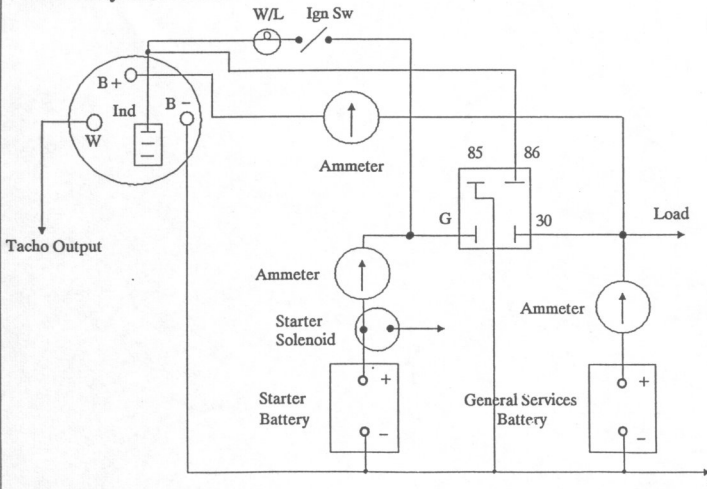 W/L Ign Sw
B+
Ind
B−
W
Ammeter
85 86
G
30
Load
Tacho Output
Ammeter
Ammeter
Starter
Solenoid
+
+
Starter
Battery
General Services
Battery
−
−